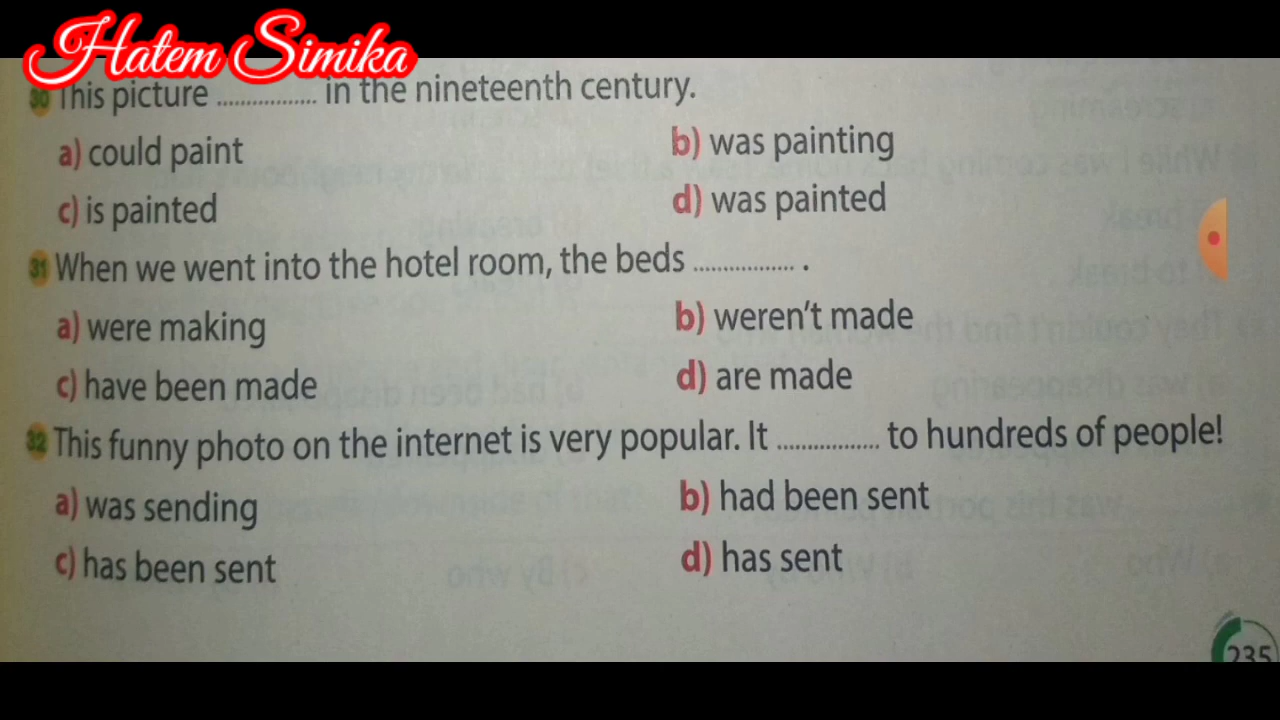 Hatem Simika
30 This picture ................. in the nineteenth century.
a) could paint b) was painting
c) is painted d) was painted
31 When we went into the hotel room, the beds ................. .
a) were making b) weren't made
c) have been made d) are made
32 This funny photo on the internet is very popular. It ................. to hundreds of people!
a) was sending b) had been sent
c) has been sent d) has sent
235